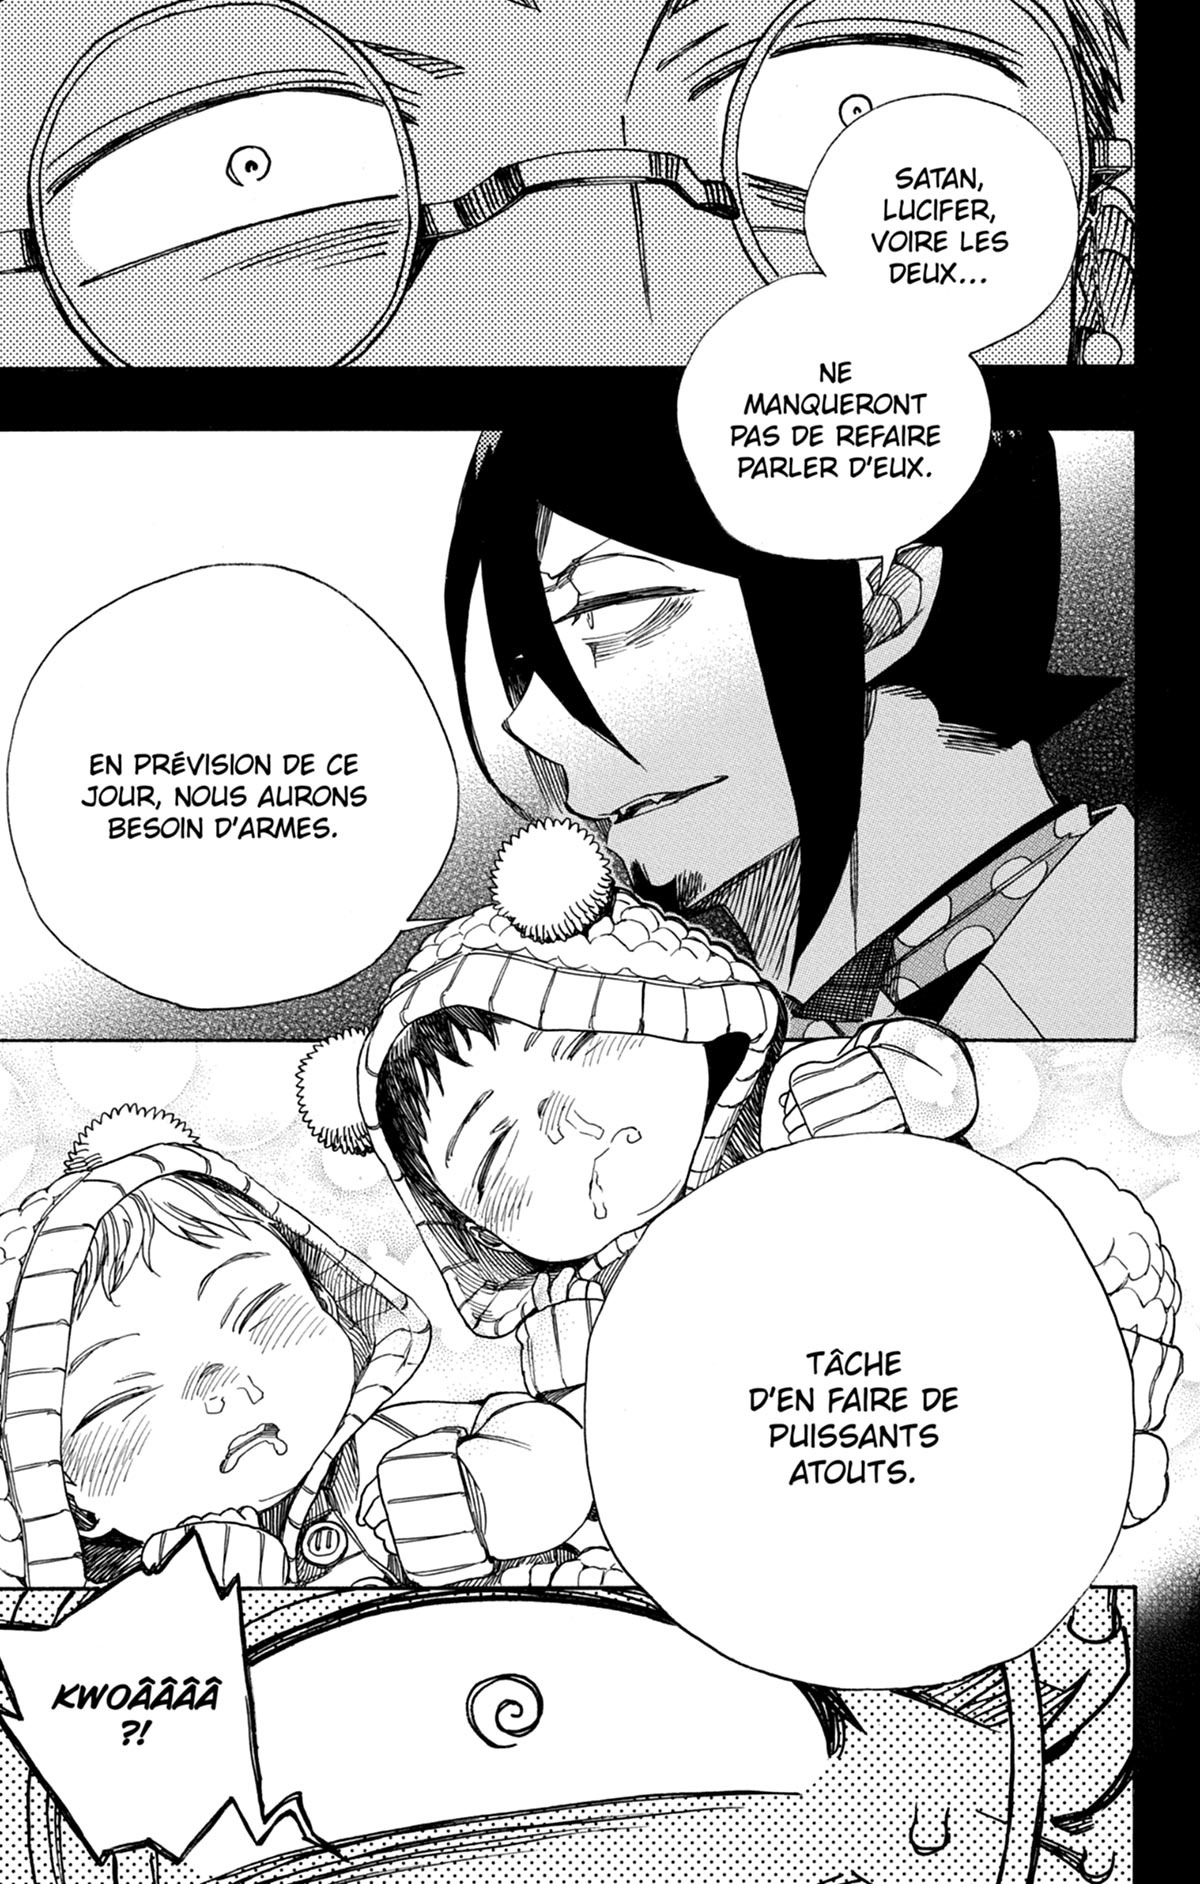 SATAN,
LUCIFER,
VOIRE LES
DEUX...
NE
MANQUERONT
PAS DE REFAIRE
PARLER D'EUX.
EN PRÉVISION DE CE
JOUR, NOUS AURONS
BESOIN D'ARMES.
TÂCHE
D'EN FAIRE DE
PUISSANTS
ATOUTS.
KWOÂÂÂÂ
?!